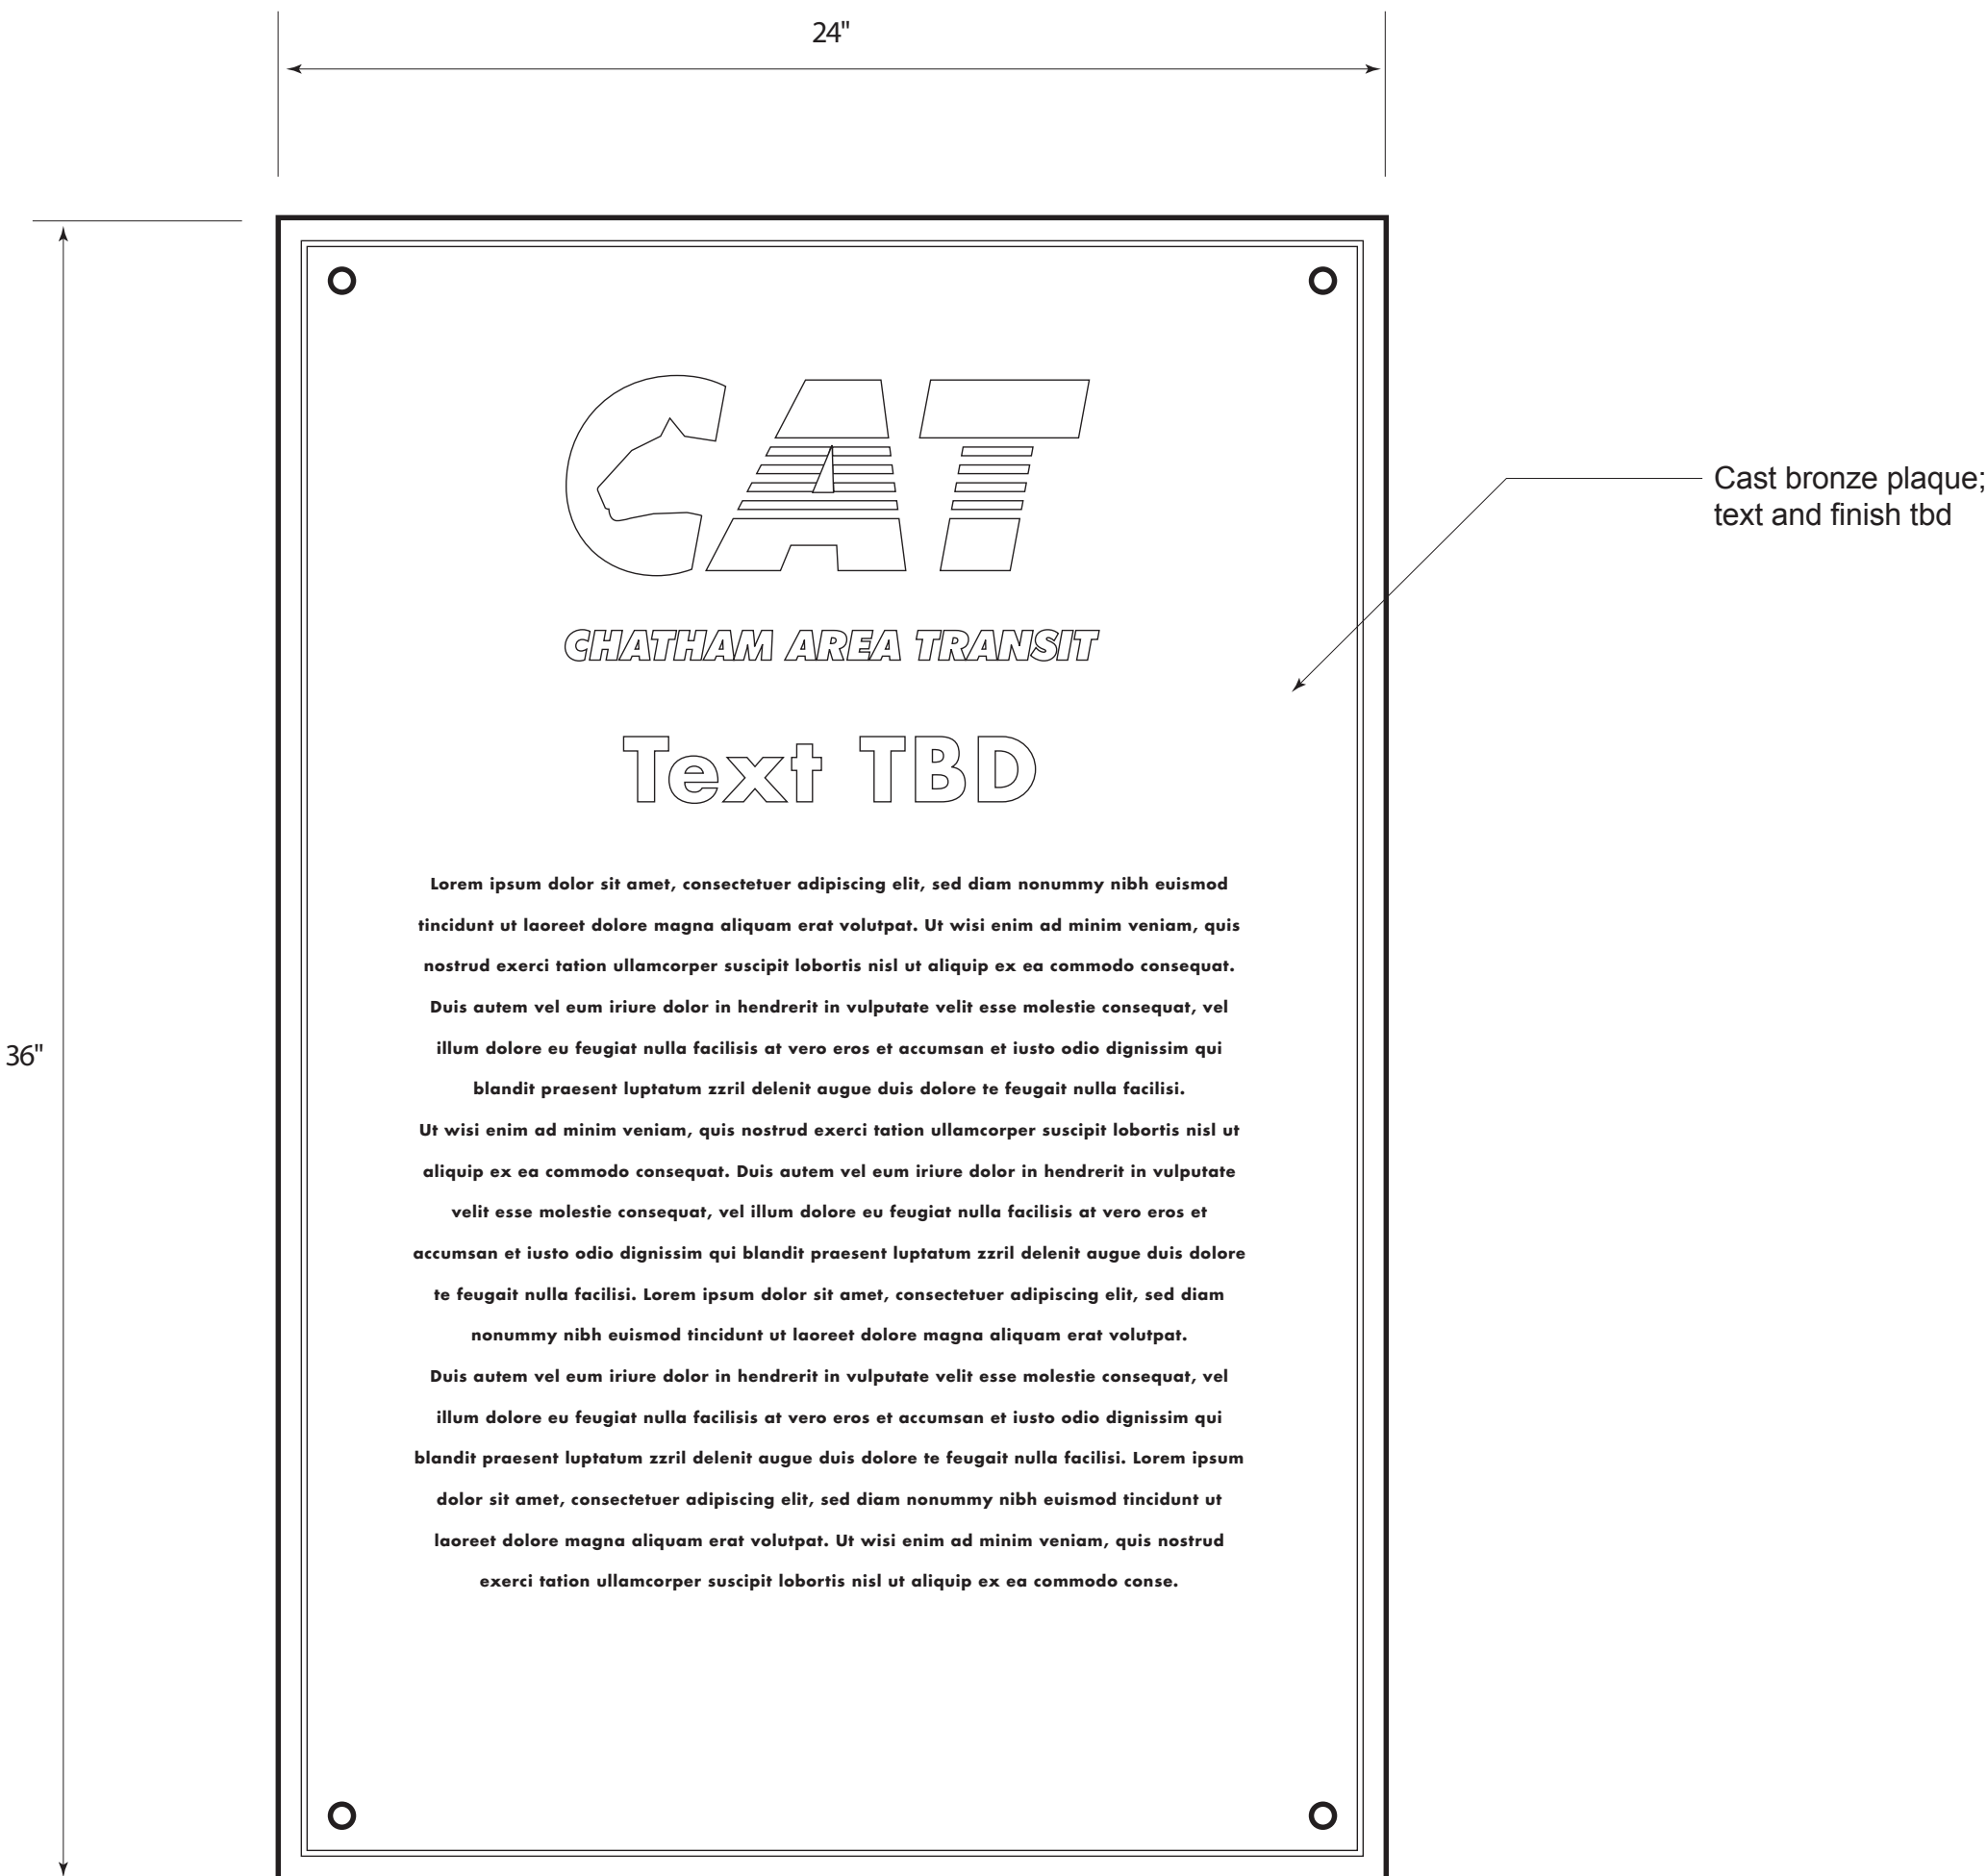 24"
36"
CAT
CHATHAM AREA TRANSIT
Text TBD
Cast bronze plaque;
text and finish tbd
Lorem ipsum dolor sit amet, consectetuer adipiscing elit, sed diam nonummy nibh euismod
tincidunt ut laoreet dolore magna aliquam erat volutpat. Ut wisi enim ad minim veniam, quis
nostrud exerci tation ullamcorper suscipit lobortis nisl ut aliquip ex ea commodo consequat.
Duis autem vel eum iriure dolor in hendrerit in vulputate velit esse molestie consequat, vel
illum dolore eu feugiat nulla facilisis at vero eros et accumsan et iusto odio dignissim qui
blandit praesent luptatum zzril delenit augue duis dolore te feugait nulla facilisi.
Ut wisi enim ad minim veniam, quis nostrud exerci tation ullamcorper suscipit lobortis nisl ut
aliquip ex ea commodo consequat. Duis autem vel eum iriure dolor in hendrerit in vulputate
velit esse molestie consequat, vel illum dolore eu feugiat nulla facilisis at vero eros et
accumsan et iusto odio dignissim qui blandit praesent luptatum zzril delenit augue duis dolore
te feugait nulla facilisi. Lorem ipsum dolor sit amet, consectetuer adipiscing elit, sed diam
nonummy nibh euismod tincidunt ut laoreet dolore magna aliquam erat volutpat.
Duis autem vel eum iriure dolor in hendrerit in vulputate velit esse molestie consequat, vel
illum dolore eu feugiat nulla facilisis at vero eros et accumsan et iusto odio dignissim qui
blandit praesent luptatum zzril delenit augue duis dolore te feugait nulla facilisi. Lorem ipsum
dolor sit amet, consectetuer adipiscing elit, sed diam nonummy nibh euismod tincidunt ut
laoreet dolore magna aliquam erat volutpat. Ut wisi enim ad minim veniam, quis nostrud
exerci tation ullamcorper suscipit lobortis nisl ut aliquip ex ea commodo conse.